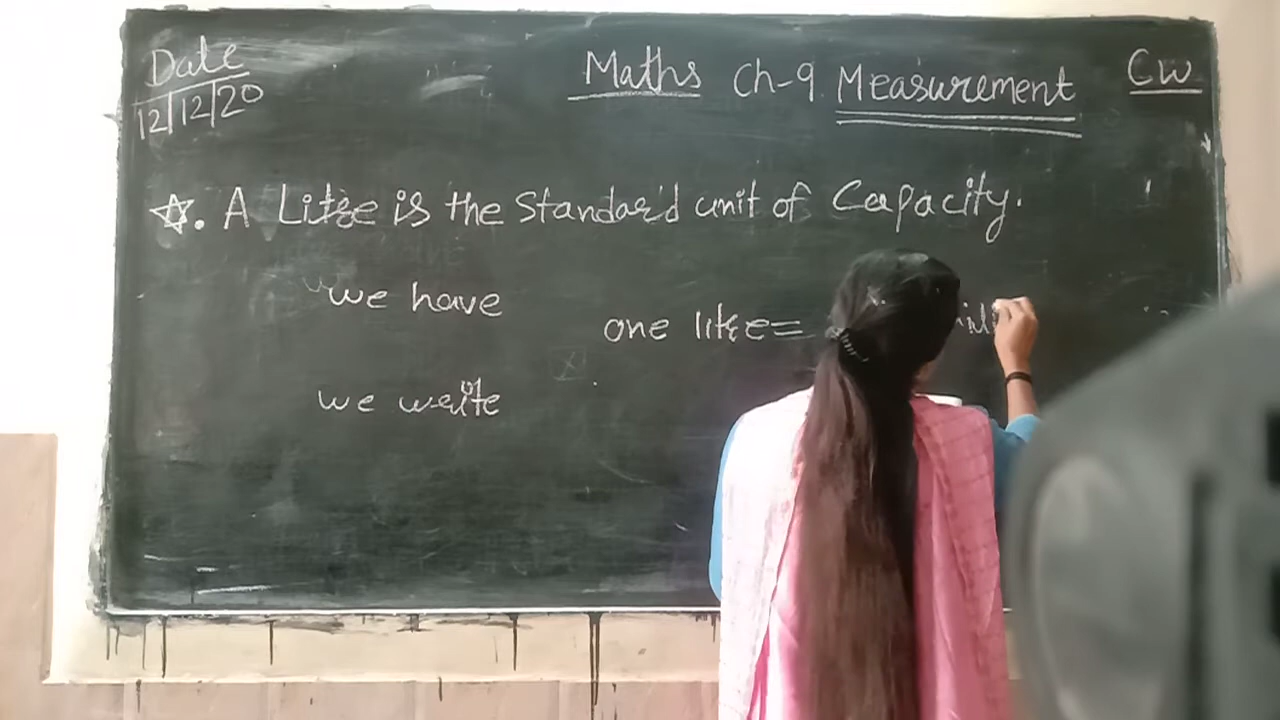 Date
12/12/20
Maths Ch-9 Measurement
CW
☆. A Litre is the Standard unit of Capacity.
we have
one litre=
we write